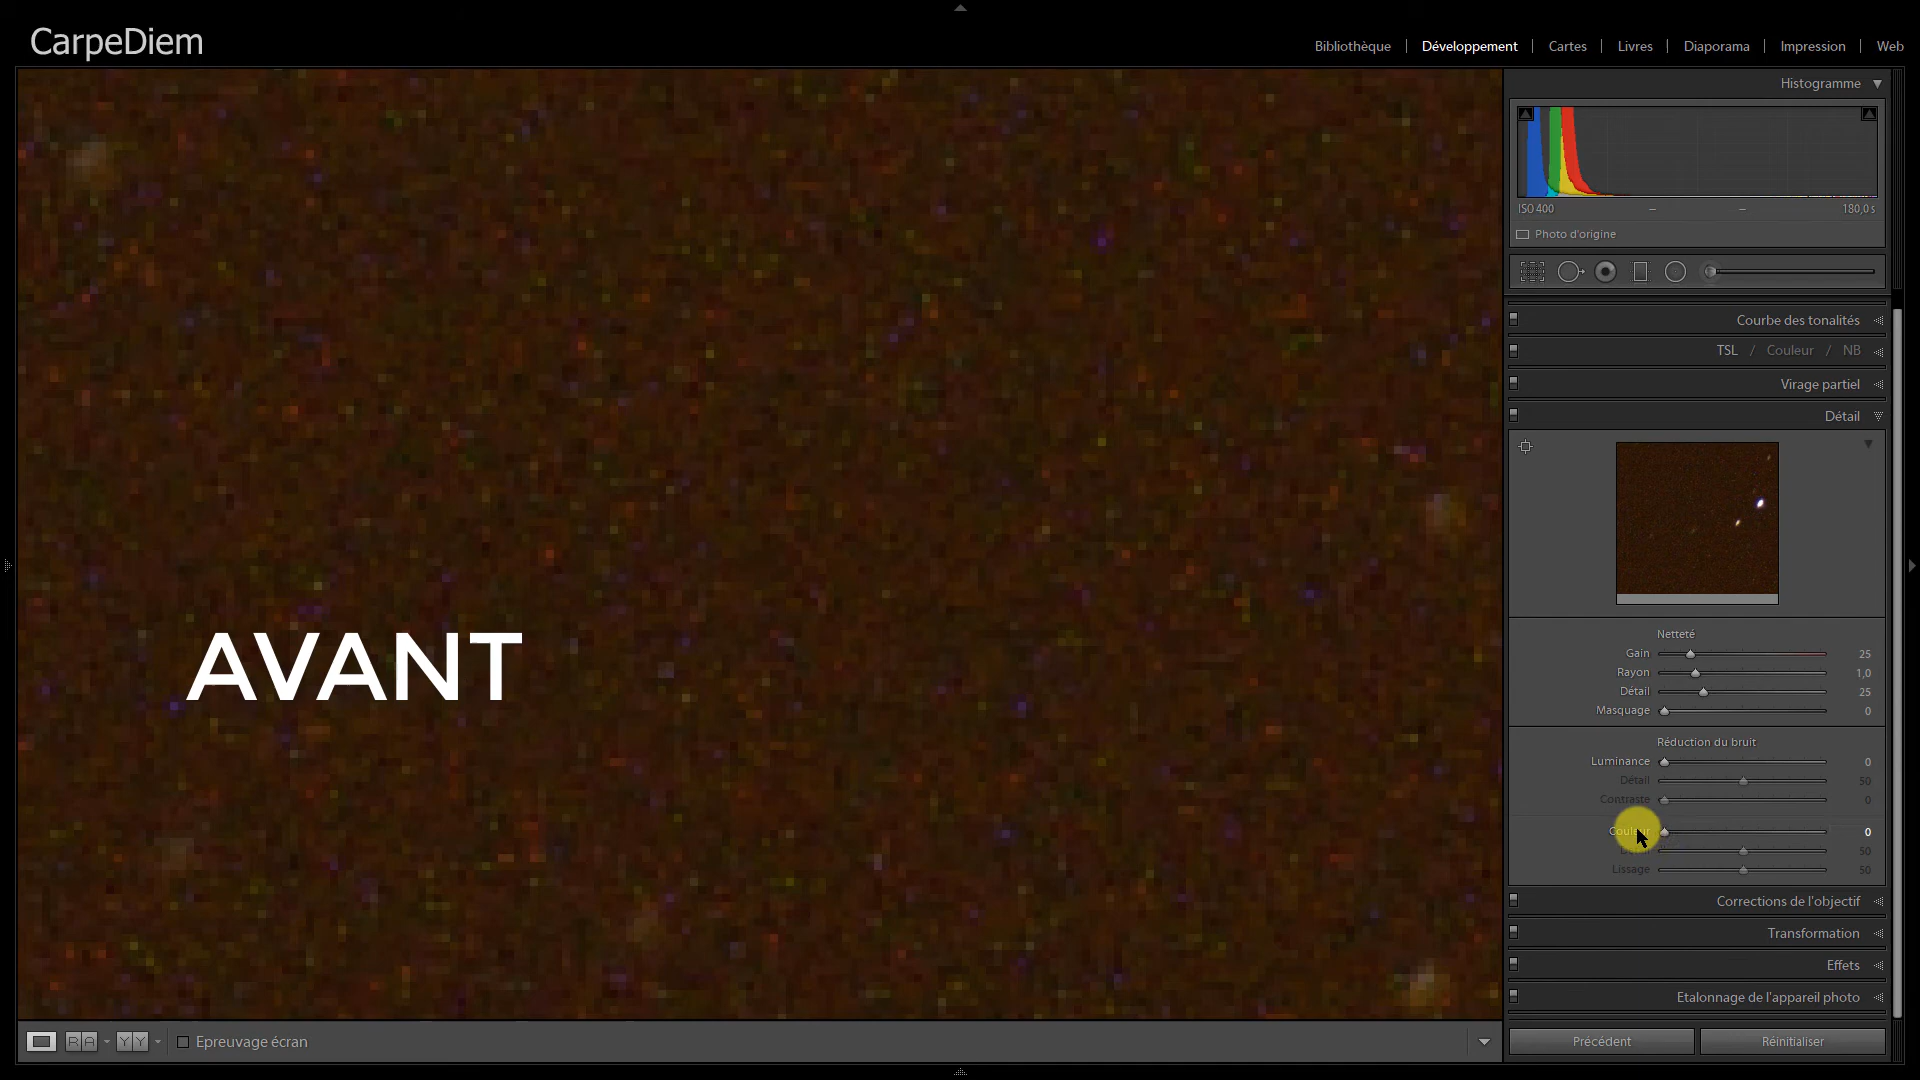 CarpeDiem
Bibliothèque | Développement | Cartes | Livres | Diaporama | Impression | Web
Histogramme
ISO 400 – – 180,0 s
Photo d'origine
Courbe des tonalités
TSL / Couleur / NB
Virage partiel
Détail
AVANT
Netteté
Gain 25
Rayon 1,0
Détail 25
Masquage 0
Réduction du bruit
Luminance 0
Détail 50
Contraste 0
Couleur 0
50
Lissage 50
Corrections de l'objectif
Transformation
Effets
Etalonnage de l'appareil photo
R A Y Y Epreuvage écran
Précédent Réinitialiser